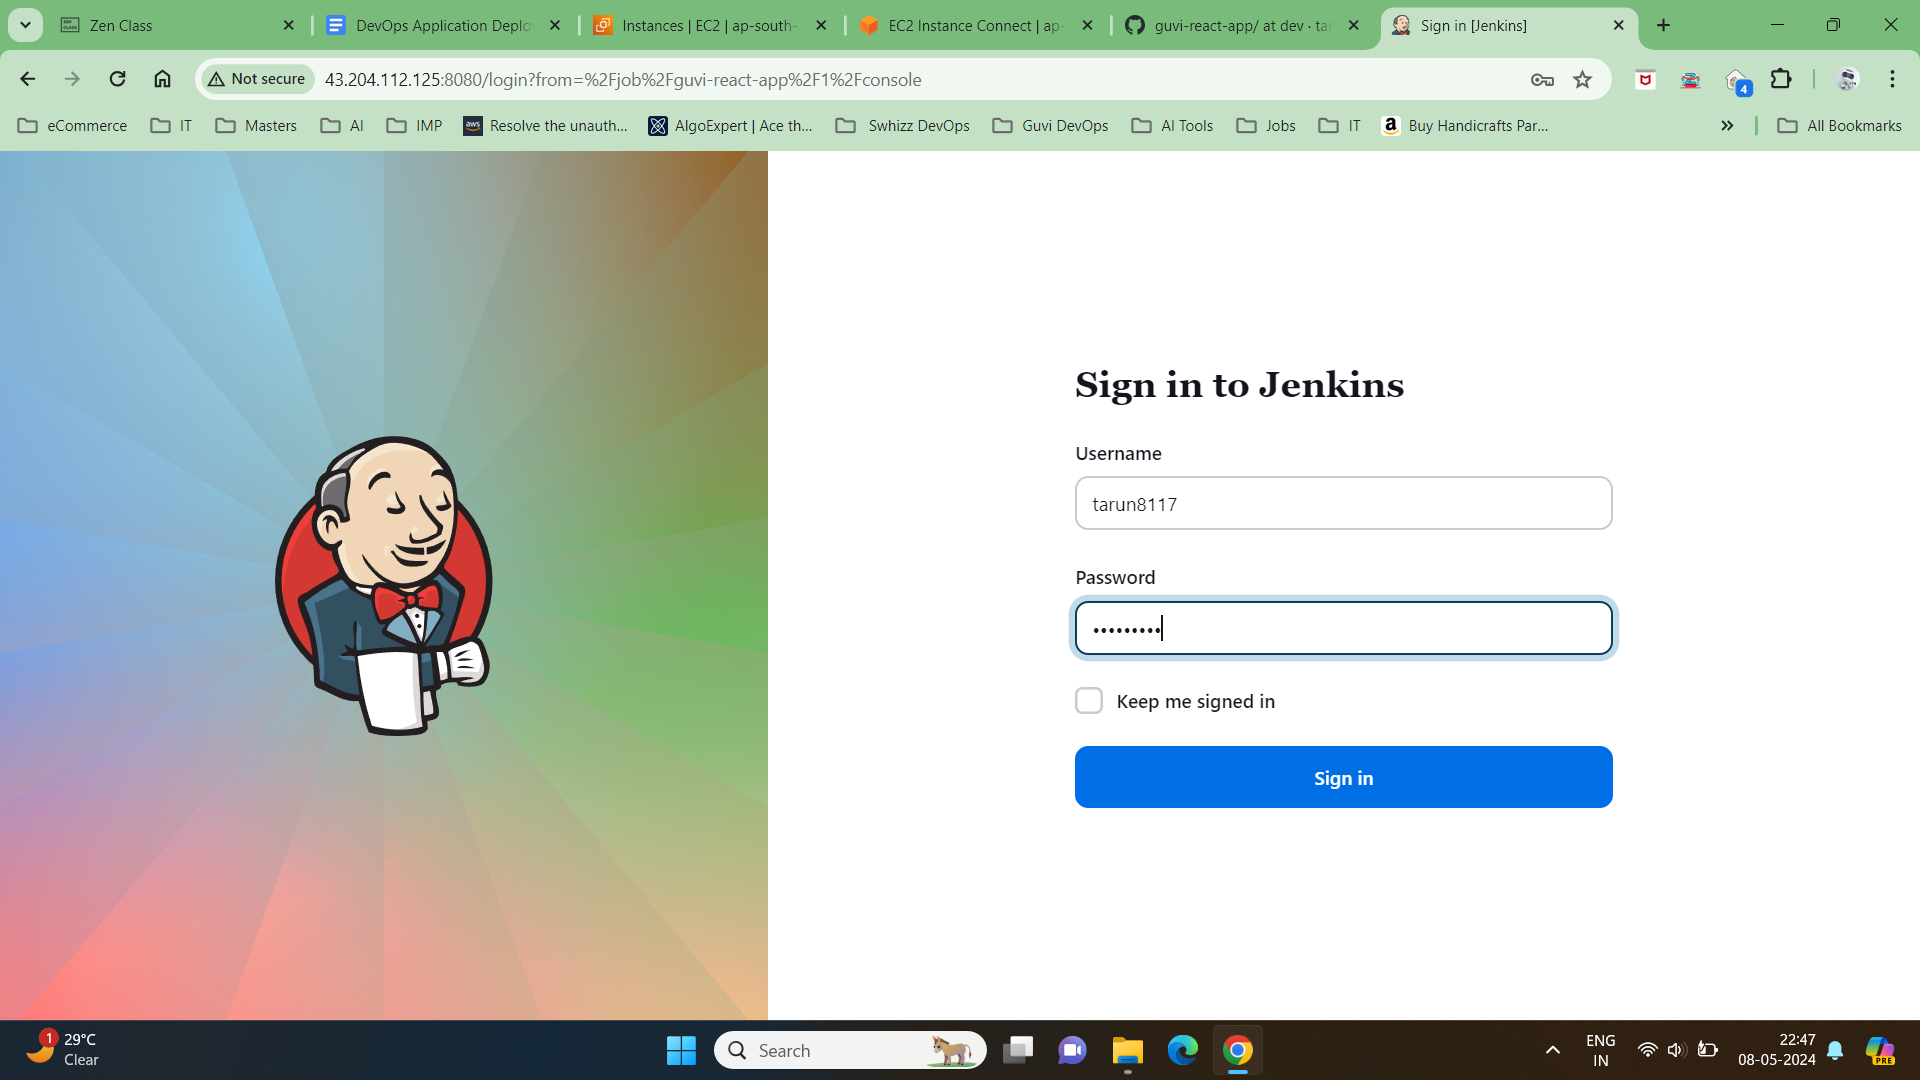 Zen Class
DevOps Application Deplo
Instances | EC2 | ap-south-
EC2 Instance Connect | ap-
guvi-react-app/ at dev · tar
Sign in [Jenkins]
Not secure
43.204.112.125:8080/login?from=%2Fjob%2Fguvi-react-app%2F1%2Fconsole
4
eCommerce
IT
Masters
AI
IMP
aws
Resolve the unauth...
AlgoExpert | Ace th...
Swhizz DevOps
Guvi DevOps
AI Tools
Jobs
IT
a
Buy Handicrafts Par...
All Bookmarks
Sign in to Jenkins
Username
tarun8117
Password
•••••••••
Keep me signed in
Sign in
1
29°C
Clear
Search
ENG
IN
22:47
08-05-2024
PRE